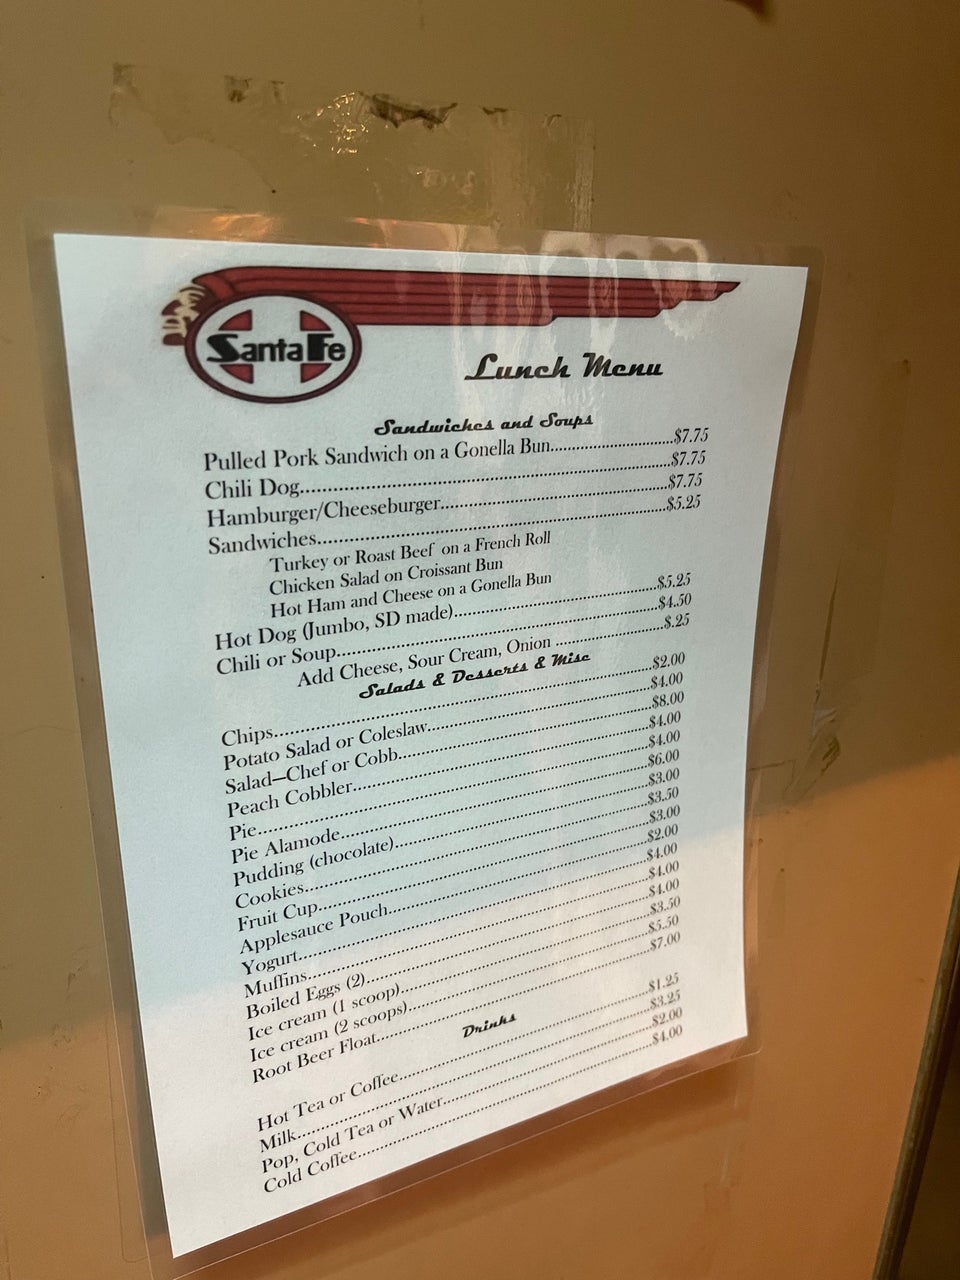 Santa Fe
Lunch Menu
Sandwiches and Soups
Pulled Pork Sandwich on a Gonella Bun..............................$7.75
Chili Dog..............................$7.75
Hamburger/Cheeseburger..............................$7.75
Sandwiches..............................$5.25
Turkey or Roast Beef on a French Roll
Chicken Salad on Croissant Bun
Hot Ham and Cheese on a Gonella Bun
Hot Dog (Jumbo, SD made)..............................$5.25
Chili or Soup..............................$4.50
Add Cheese, Sour Cream, Onion ..............................$.25
Salads & Desserts & Misc
Chips..............................$2.00
Potato Salad or Coleslaw..............................$4.00
Salad—Chef or Cobb..............................$8.00
Peach Cobbler..............................$4.00
Pie..............................$4.00
Pie Alamode..............................$6.00
Pudding (chocolate)..............................$3.00
Cookies..............................$3.50
Fruit Cup..............................$3.00
Applesauce Pouch..............................$2.00
Yogurt..............................$4.00
Muffins..............................$4.00
Boiled Eggs (2)..............................$4.00
Ice cream (1 scoop)..............................$3.50
Ice cream (2 scoops)..............................$5.50
Root Beer Float..............................$7.00
Drinks
Hot Tea or Coffee..............................$1.25
Milk..............................$3.25
Pop, Cold Tea or Water..............................$2.00
Cold Coffee..............................$4.00